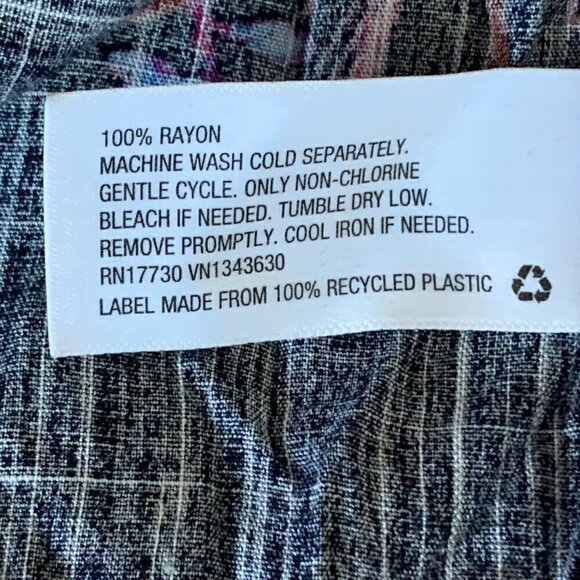 100% RAYON
MACHINE WASH COLD SEPARATELY.
GENTLE CYCLE. ONLY NON-CHLORINE
BLEACH IF NEEDED. TUMBLE DRY LOW.
REMOVE PROMPTLY. COOL IRON IF NEEDED.
RN17730 VN1343630
LABEL MADE FROM 100% RECYCLED PLASTIC